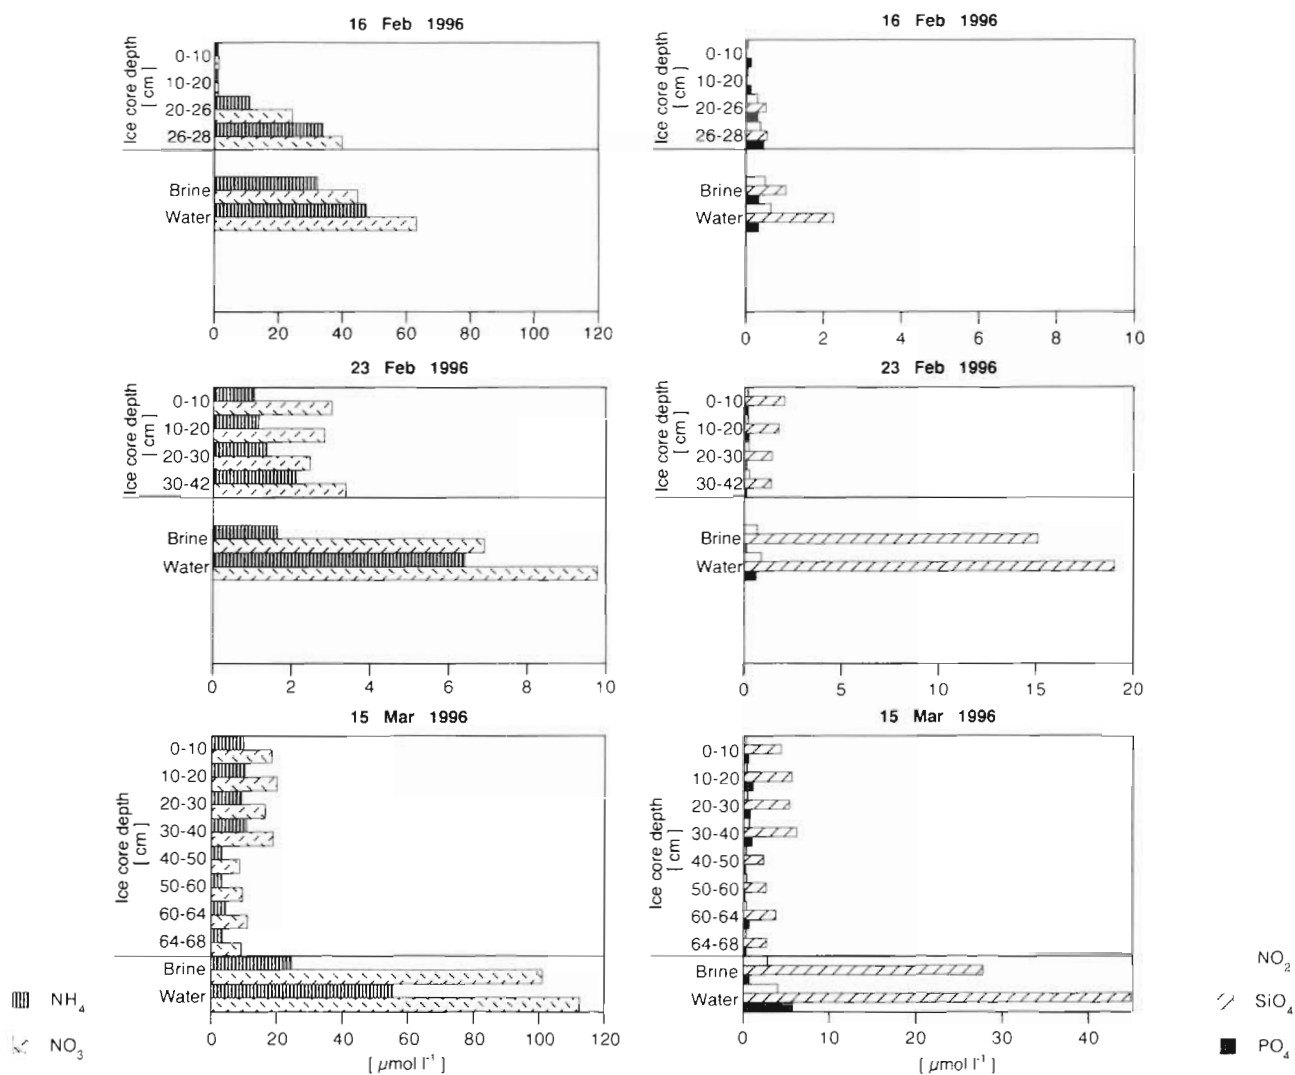 16 Feb 1996
Ice core depth
[ cm ]
0-10
10-20
20-26
26-28
Brine
Water
0 20 40 60 80 100 120
16 Feb 1996
Ice core depth
[ cm ]
0-10
10-20
20-26
26-28
Brine
Water
0 2 4 6 8 10
23 Feb 1996
Ice core depth
[ cm ]
0-10
10-20
20-30
30-42
Brine
Water
0 2 4 6 8 10
23 Feb 1996
Ice core depth
[ cm ]
0-10
10-20
20-30
30-42
Brine
Water
0 5 10 15 20
15 Mar 1996
Ice core depth
[ cm ]
0-10
10-20
20-30
30-40
40-50
50-60
60-64
64-68
Brine
Water
0 20 40 60 80 100 120
[ µmol l⁻¹ ]
15 Mar 1996
Ice core depth
[ cm ]
0-10
10-20
20-30
30-40
40-50
50-60
60-64
64-68
Brine
Water
0 10 20 30 40
[ µmol l⁻¹ ]
NH₄
NO₃
NO₂
SiO₄
PO₄